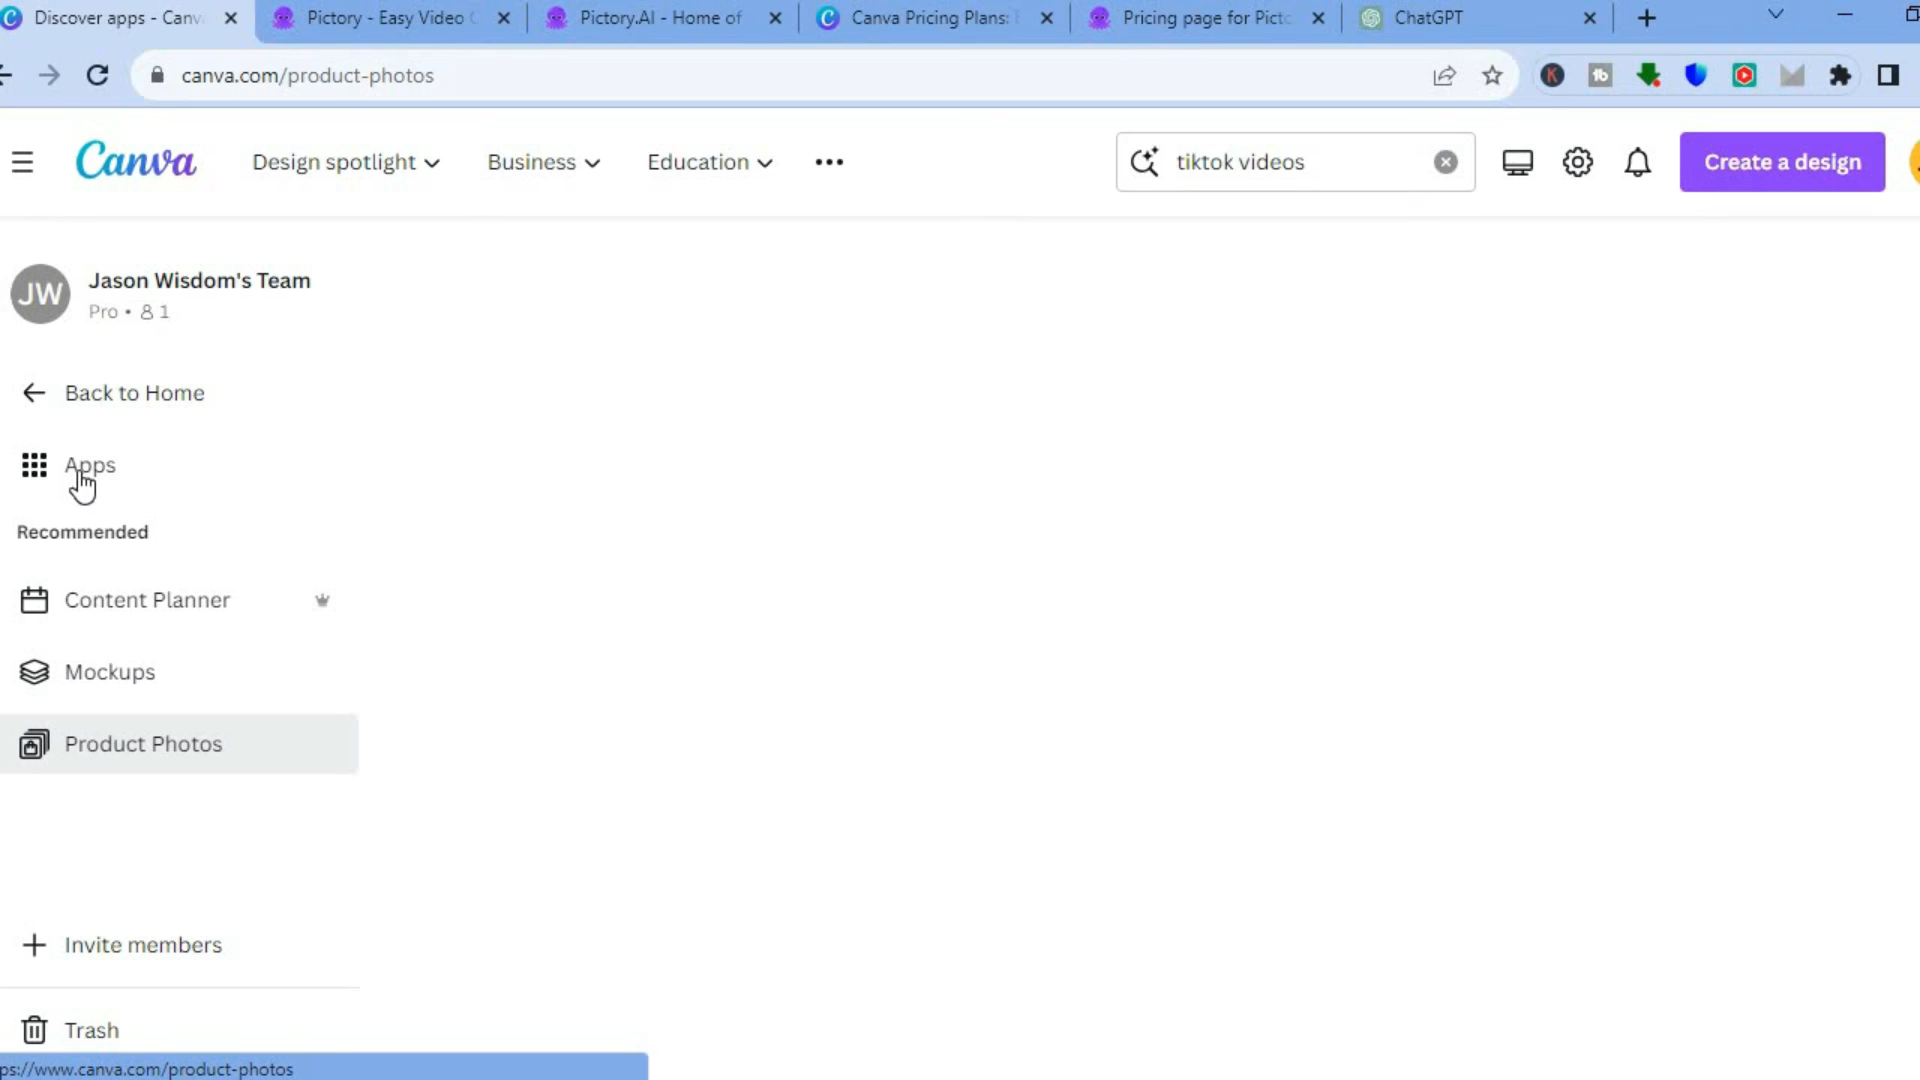 Discover apps - Canv
Pictory - Easy Video C
Pictory.AI - Home of
Canva Pricing Plans:
Pricing page for Picto
ChatGPT
canva.com/product-photos
Canva
Design spotlight
Business
Education
tiktok videos
Create a design
JW
Jason Wisdom's Team
Pro • 1
Back to Home
Apps
Recommended
Content Planner
Mockups
Product Photos
Invite members
Trash
ps://www.canva.com/product-photos